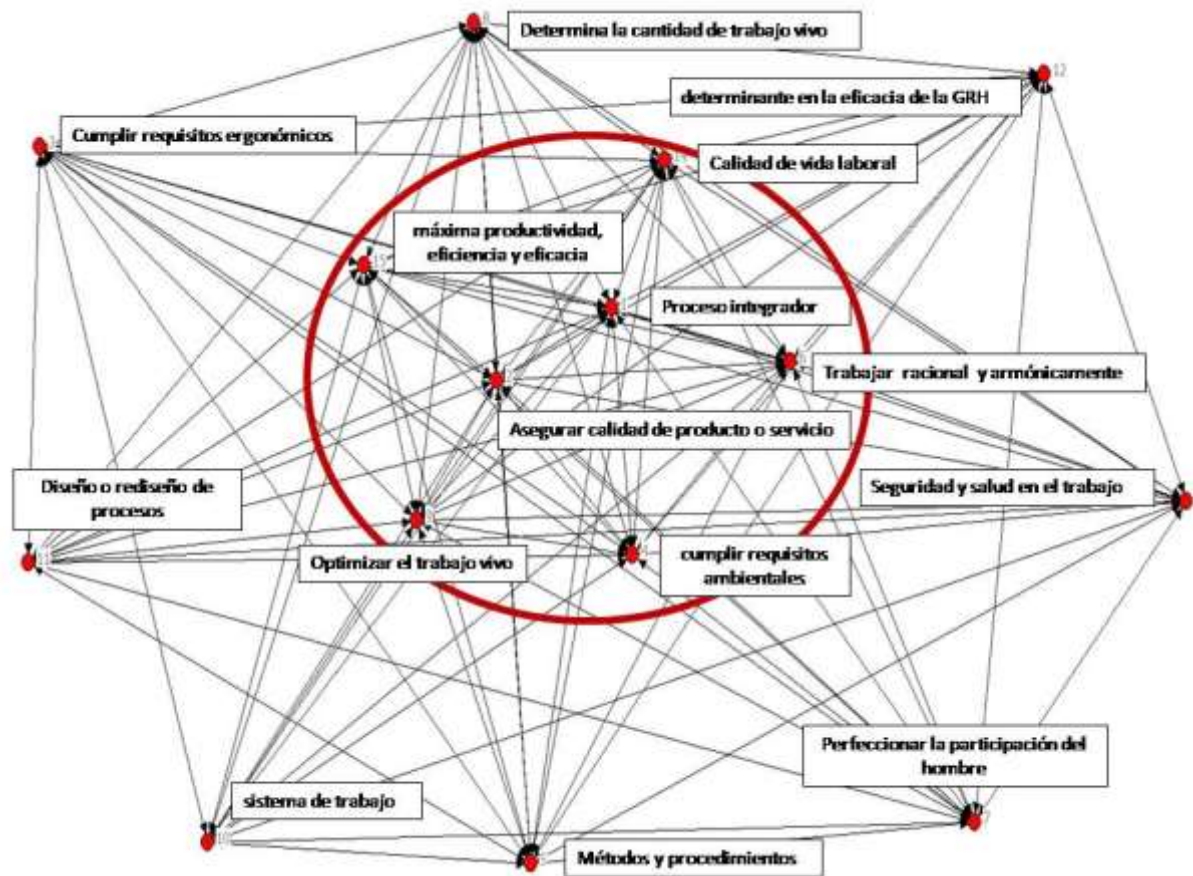 Determina la cantidad de trabajo vivo
12
determinante en la eficacia de la GRH
Cumplir requisitos ergonómicos
Calidad de vida laboral
máxima productividad,
eficiencia y eficacia
15
Proceso integrador
Trabajar racional y armónicamente
Asegurar calidad de producto o servicio
Diseño o rediseño de
procesos
Seguridad y salud en el trabajo
Optimizar el trabajo vivo
cumplir requisitos
ambientales
Perfeccionar la participación del
hombre
sistema de trabajo
7
Métodos y procedimientos